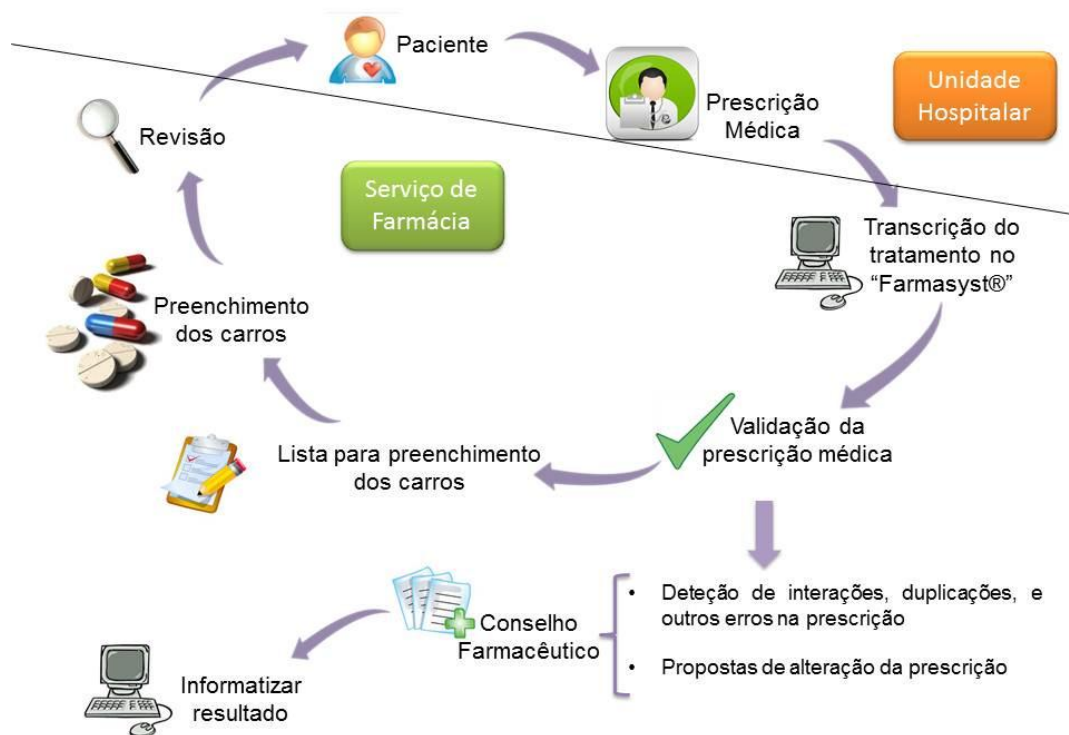 Paciente
Prescrição
Médica
Unidade
Hospitalar
Revisão
Serviço de
Farmácia
Transcrição do
tratamento no
“Farmasyst®”
Preenchimento
dos carros
Validação da
prescrição médica
Lista para preenchimento
dos carros
• Deteção de interações, duplicações, e
outros erros na prescrição
• Propostas de alteração da prescrição
Conselho
Farmacêutico
Informatizar
resultado